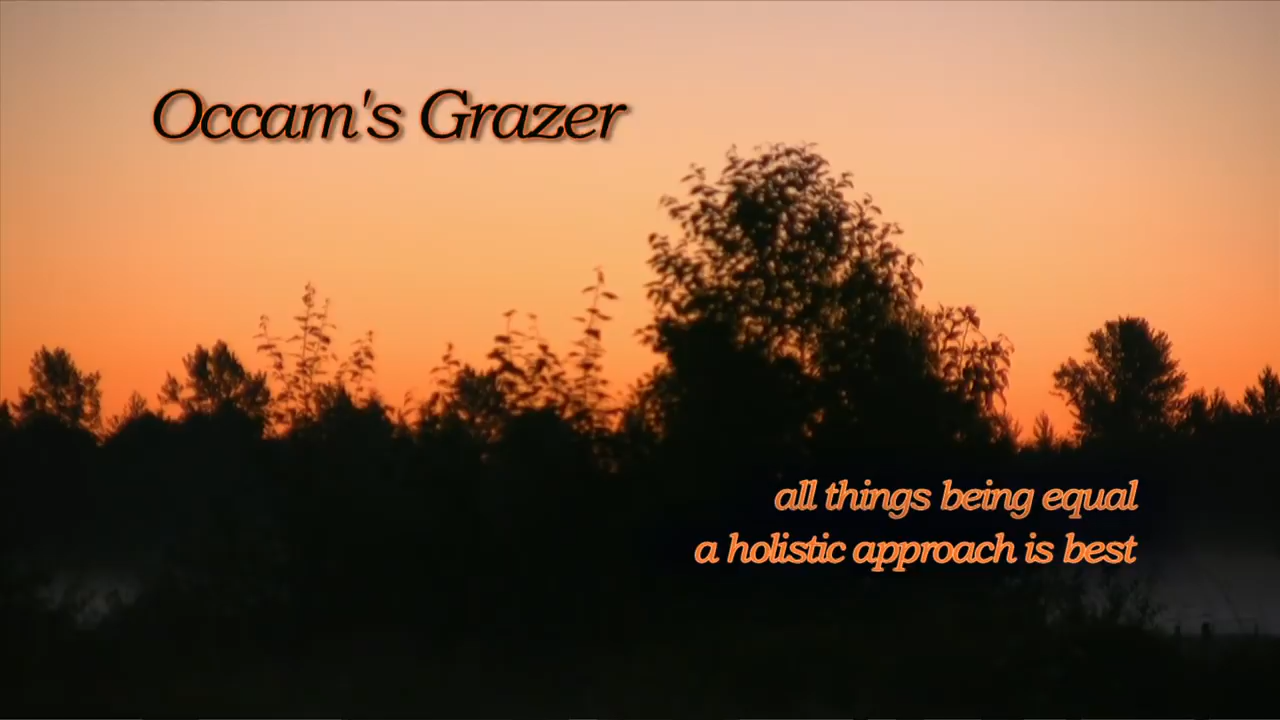 Occam's Grazer
all things being equal
a holistic approach is best